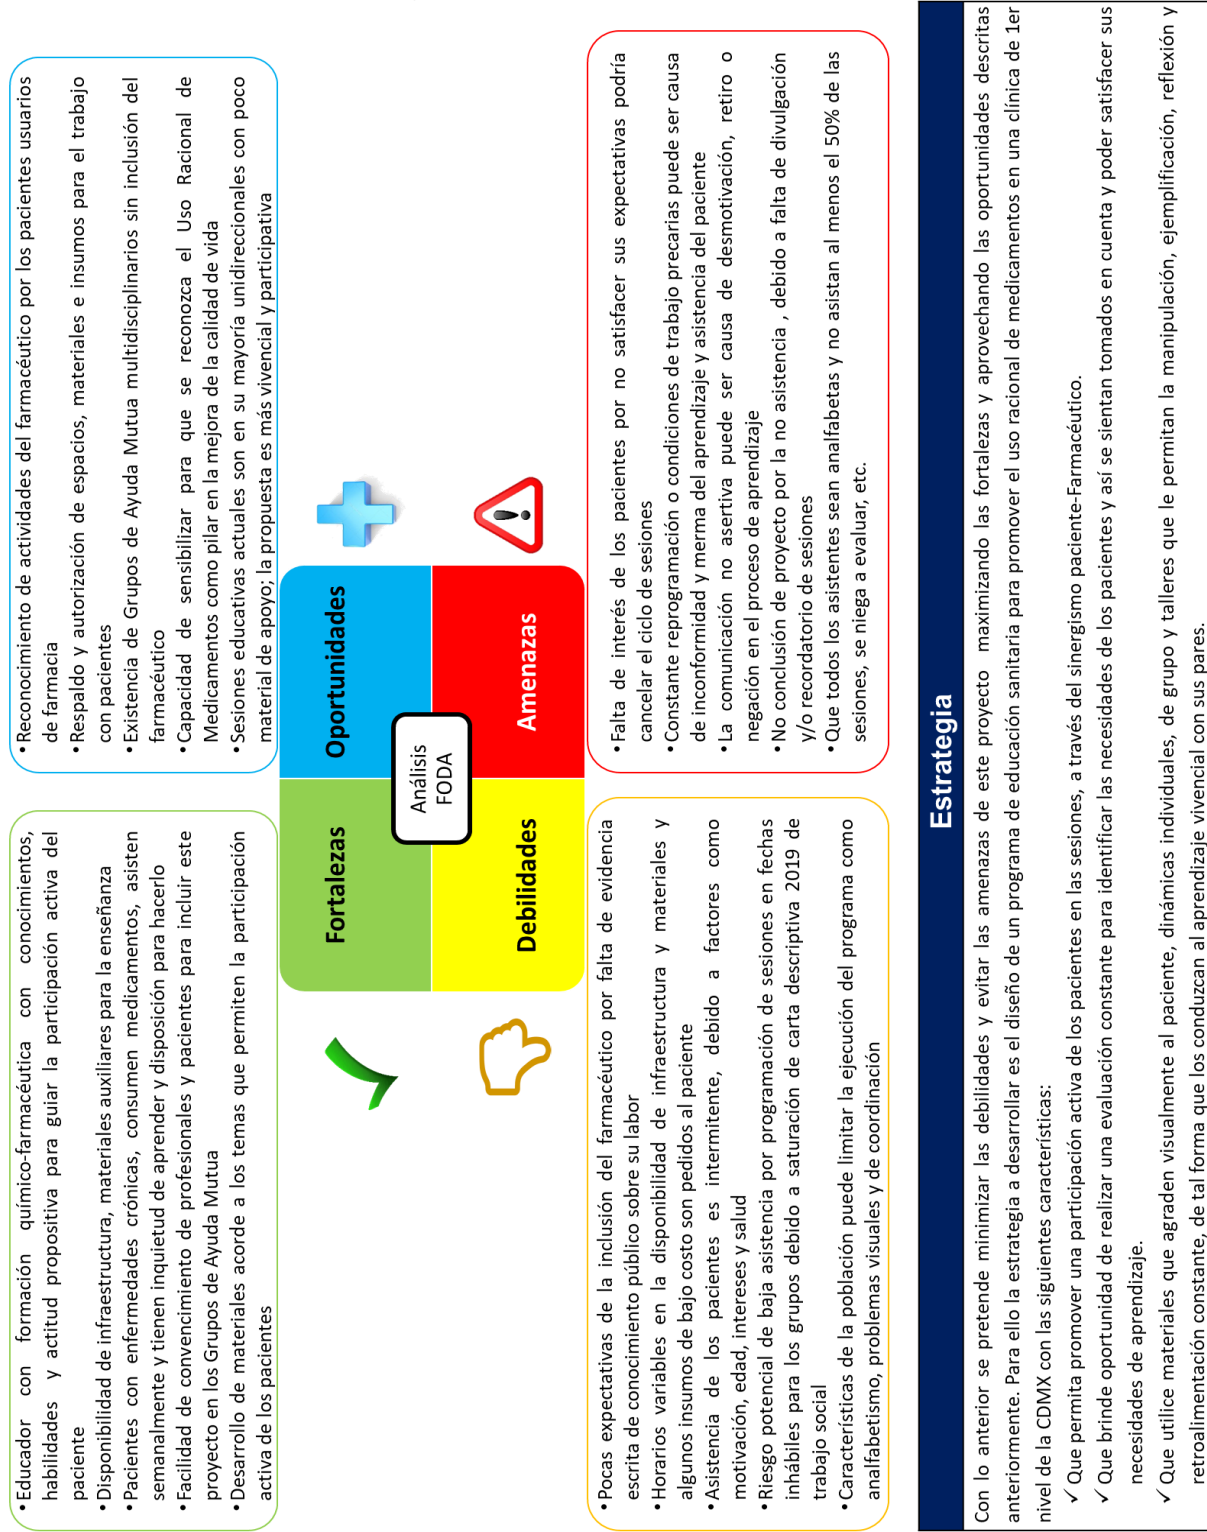 • Educador con formación químico-farmacéutica con conocimientos,
habilidades y actitud propositiva para guiar la participación activa del
paciente
• Disponibilidad de infraestructura, materiales auxiliares para la enseñanza
• Pacientes con enfermedades crónicas, consumen medicamentos, asisten
semanalmente y tienen inquietud de aprender y disposición para hacerlo
• Facilidad de convencimiento de profesionales y pacientes para incluir este
proyecto en los Grupos de Ayuda Mutua
• Desarrollo de materiales acorde a los temas que permiten la participación
activa de los pacientes
• Reconocimiento de actividades del farmacéutico por los pacientes usuarios
de farmacia
• Respaldo y autorización de espacios, materiales e insumos para el trabajo
con pacientes
• Existencia de Grupos de Ayuda Mutua multidisciplinarios sin inclusión del
farmacéutico
• Capacidad de sensibilizar para que se reconozca el Uso Racional de
Medicamentos como pilar en la mejora de la calidad de vida
• Sesiones educativas actuales son en su mayoría unidireccionales con poco
material de apoyo; la propuesta es más vivencial y participativa
Fortalezas
Oportunidades
Análisis
FODA
Debilidades
Amenazas
• Pocas expectativas de la inclusión del farmacéutico por falta de evidencia
escrita de conocimiento público sobre su labor
• Horarios variables en la disponibilidad de infraestructura y materiales y
algunos insumos de bajo costo son pedidos al paciente
• Asistencia de los pacientes es intermitente, debido a factores como
motivación, edad, intereses y salud
• Riesgo potencial de baja asistencia por programación de sesiones en fechas
inhábiles para los grupos debido a saturación de carta descriptiva 2019 de
trabajo social
• Características de la población puede limitar la ejecución del programa como
analfabetismo, problemas visuales y de coordinación
• Falta de interés de los pacientes por no satisfacer sus expectativas podría
cancelar el ciclo de sesiones
• Constante reprogramación o condiciones de trabajo precarias puede ser causa
de inconformidad y merma del aprendizaje y asistencia del paciente
• La comunicación no asertiva puede ser causa de desmotivación, retiro o
negación en el proceso de aprendizaje
• No conclusión de proyecto por la no asistencia , debido a falta de divulgación
y/o recordatorio de sesiones
• Que todos los asistentes sean analfabetas y no asistan al menos el 50% de las
sesiones, se niega a evaluar, etc.
Estrategia
Con lo anterior se pretende minimizar las debilidades y evitar las amenazas de este proyecto maximizando las fortalezas y aprovechando las oportunidades descritas
anteriormente. Para ello la estrategia a desarrollar es el diseño de un programa de educación sanitaria para promover el uso racional de medicamentos en una clínica de 1er
nivel de la CDMX con las siguientes características:
✓ Que permita promover una participación activa de los pacientes en las sesiones, a través del sinergismo paciente-Farmacéutico.
✓ Que brinde oportunidad de realizar una evaluación constante para identificar las necesidades de los pacientes y así se sientan tomados en cuenta y poder satisfacer sus
necesidades de aprendizaje.
✓ Que utilice materiales que agraden visualmente al paciente, dinámicas individuales, de grupo y talleres que le permitan la manipulación, ejemplificación, reflexión y
retroalimentación constante, de tal forma que los conduzcan al aprendizaje vivencial con sus pares.